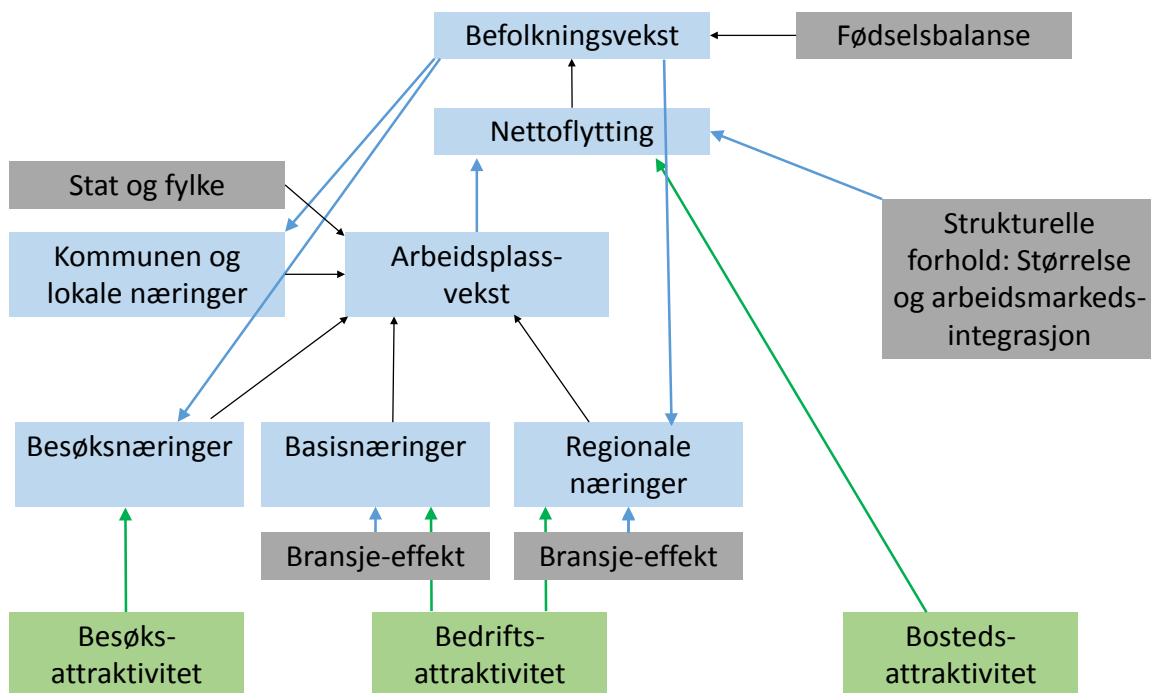 Befolkningsvekst
Fødselsbalanse
Nettoflytting
Stat og fylke
Kommunen og
lokale næringer
Arbeidsplass-
vekst
Strukturelle
forhold: Størrelse
og arbeidsmarkeds-
integrasjon
Besøksnæringer
Basisnæringer
Regionale
næringer
Bransje-effekt
Bransje-effekt
Besøks-
attraktivitet
Bedrifts-
attraktivitet
Bosteds-
attraktivitet